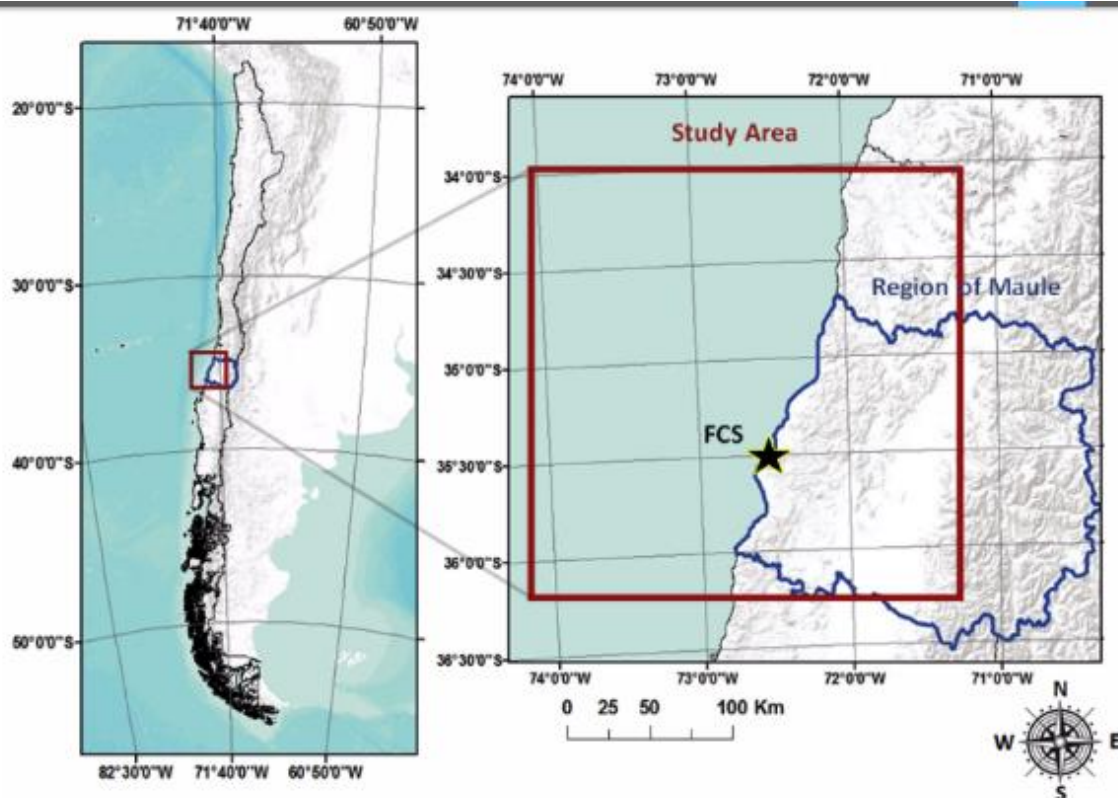 71°40'0"W 60°50'0"W
20°0'0"S
30°0'0"S
40°0'0"S
50°0'0"S
82°30'0"W 71°40'0"W 60°50'0"W
74°0'0"W 73°0'0"W 72°0'0"W 71°0'0"W
Study Area
34°0'0"S
34°30'0"S
Region of Maule
35°0'0"S
FCS
35°30'0"S
36°0'0"S
36°30'0"S
74°0'0"W 73°0'0"W 72°0'0"W 71°0'0"W
0 25 50 100 Km
N
W E
S